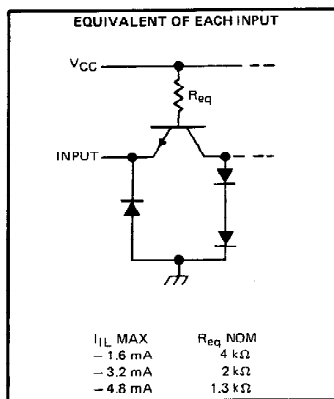 EQUIVALENT OF EACH INPUT
VCC
Req
INPUT
IIL MAX Req NOM
– 1.6 mA 4 kΩ
– 3.2 mA 2 kΩ
– 4.8 mA 1.3 kΩ